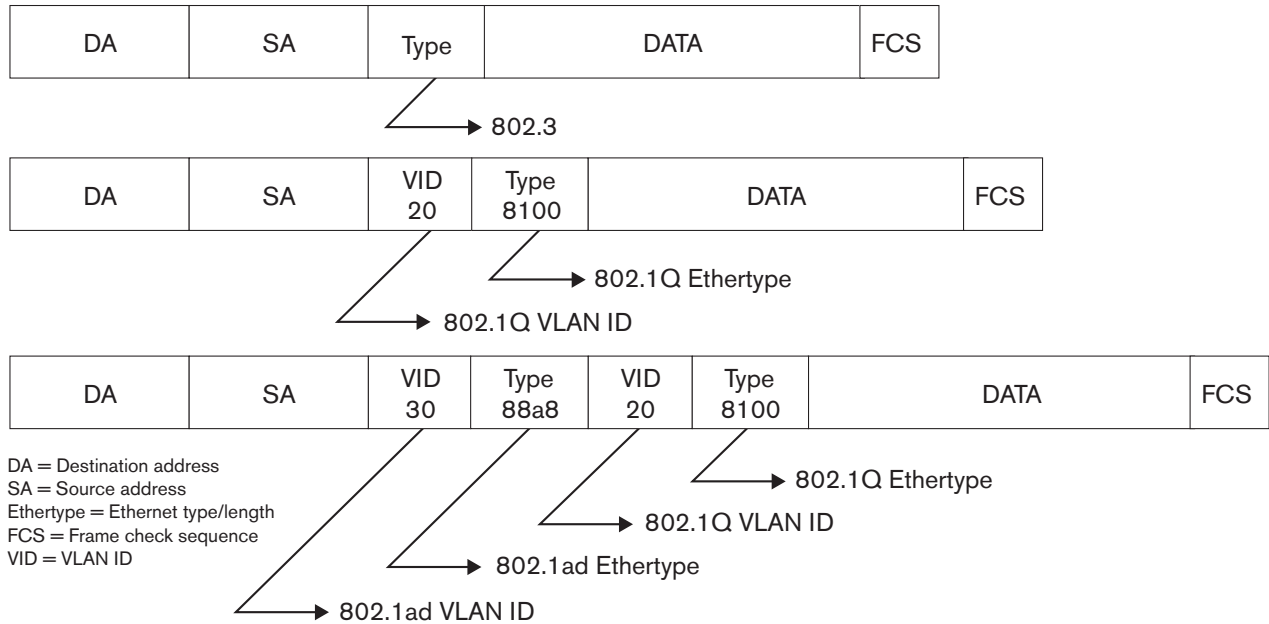 DA SA Type DATA FCS
802.3
DA SA VID 20 Type 8100 DATA FCS
802.1Q Ethertype
802.1Q VLAN ID
DA SA VID 30 Type 88a8 VID 20 Type 8100 DATA FCS
DA = Destination address
SA = Source address
Ethertype = Ethernet type/length
FCS = Frame check sequence
VID = VLAN ID
802.1Q Ethertype
802.1Q VLAN ID
802.1ad Ethertype
802.1ad VLAN ID